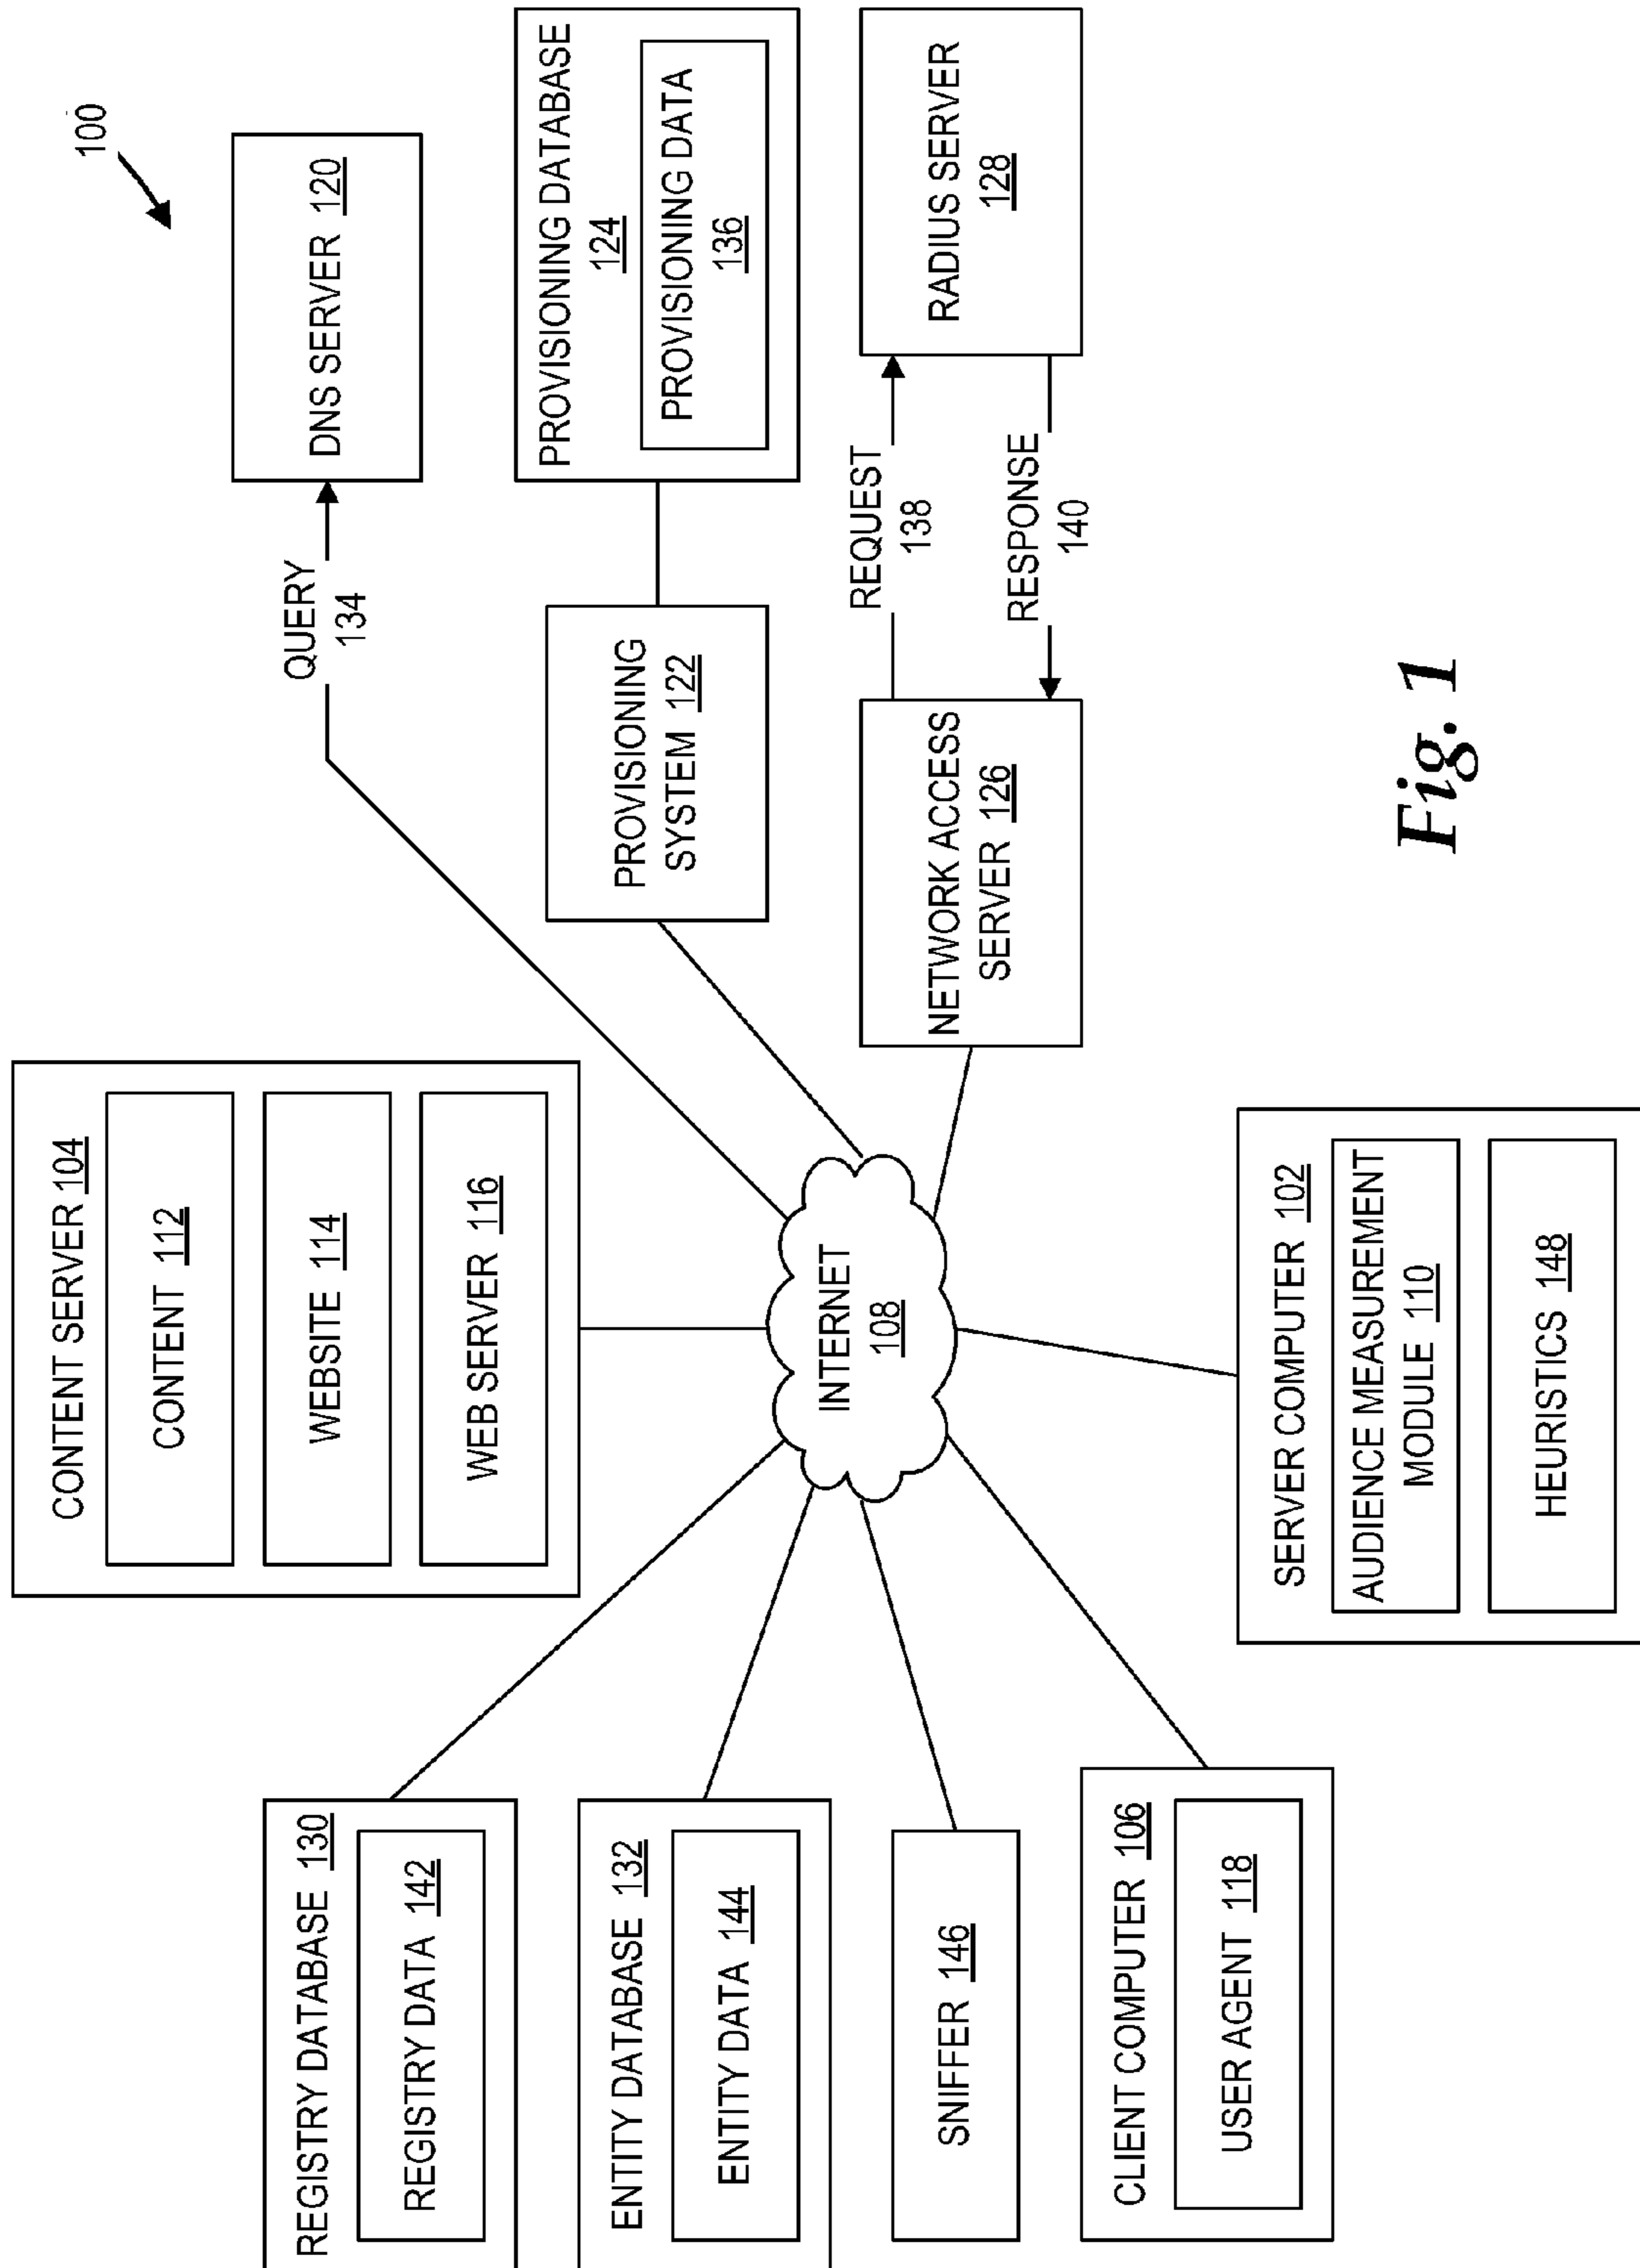 100
CONTENT SERVER 104
CONTENT 112
WEBSITE 114
WEB SERVER 116
REGISTRY DATABASE 130
REGISTRY DATA 142
ENTITY DATABASE 132
ENTITY DATA 144
SNIFFER 146
CLIENT COMPUTER 106
USER AGENT 118
INTERNET
108
SERVER COMPUTER 102
AUDIENCE MEASUREMENT
MODULE 110
HEURISTICS 148
QUERY
134
DNS SERVER 120
PROVISIONING
SYSTEM 122
PROVISIONING DATABASE
124
PROVISIONING DATA
136
NETWORK ACCESS
SERVER 126
REQUEST
138
RESPONSE
140
RADIUS SERVER
128
Fig. 1